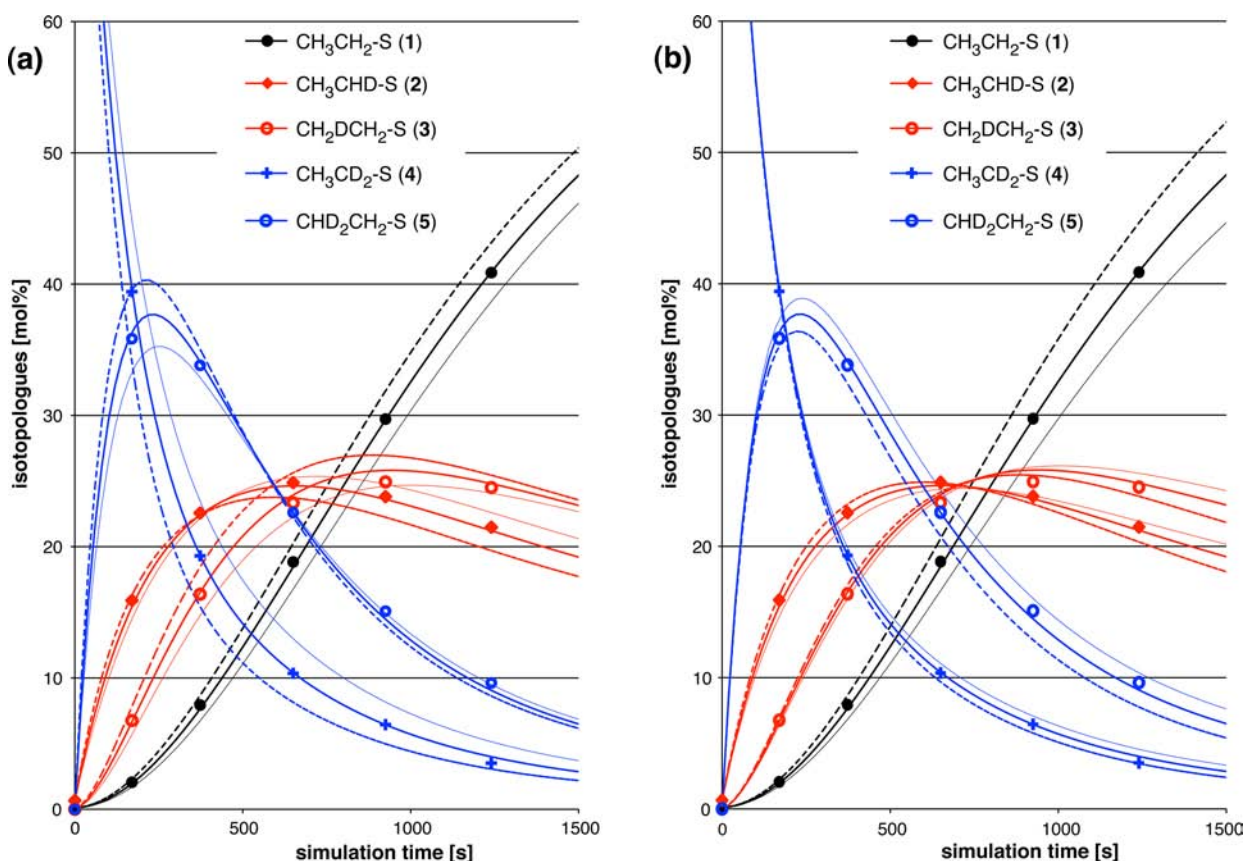 (a)
CH₃CH₂-S (1)
CH₃CHD-S (2)
CH₂DCH₂-S (3)
CH₃CD₂-S (4)
CHD₂CH₂-S (5)
isotopologues [mol%]
60
50
40
30
20
10
0
0 500 1000 1500
simulation time [s]
(b)
CH₃CH₂-S (1)
CH₃CHD-S (2)
CH₂DCH₂-S (3)
CH₃CD₂-S (4)
CHD₂CH₂-S (5)
isotopologues [mol%]
60
50
40
30
20
10
0
0 500 1000 1500
simulation time [s]